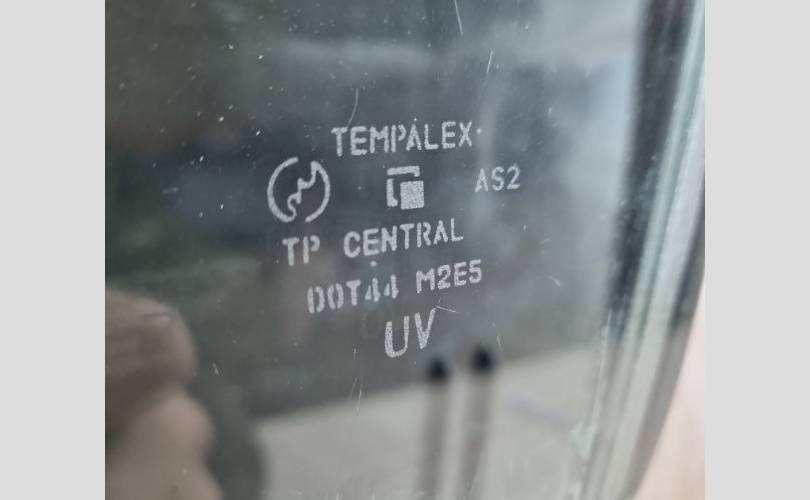 TEMPALEX
AS2
TP CENTRAL
DOT44 M2E5
UV